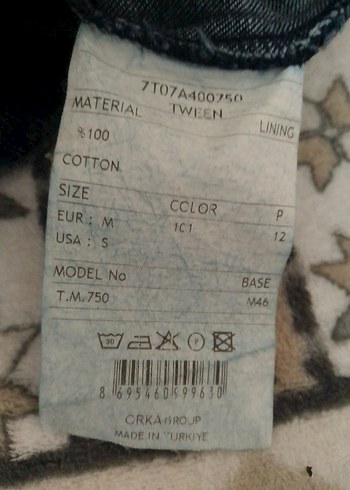 7T07A400750
TWEEN
MATERIAL LINING
%100
COTTON
SIZE COLOR P
EUR : M 1C1 12
USA : S
MODEL No BASE
T.M.750 M46
30
8 695460 599630
ORKA GROUP
MADE IN TURKIYE